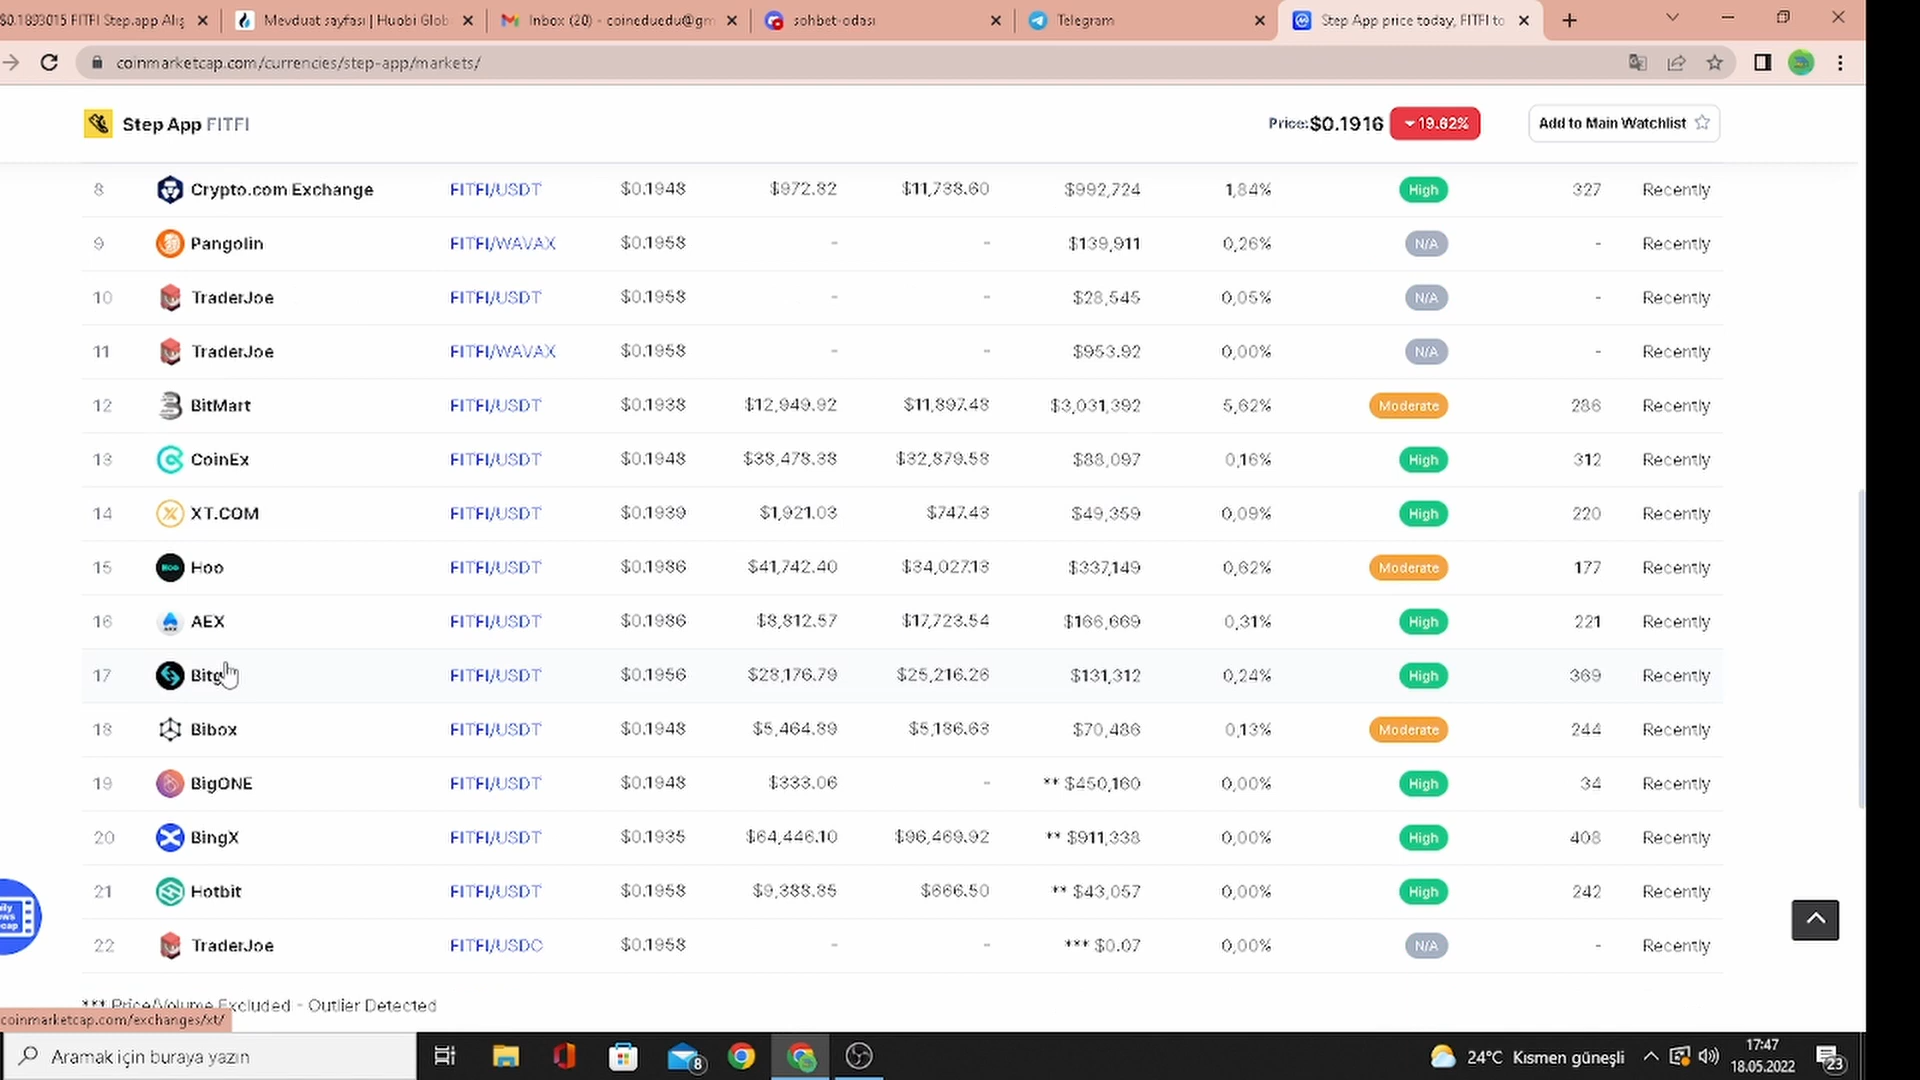 $0.1893015 FITFI Step.app Alış
Mevduat sayfası | Huobi Glob
Inbox (20) - coineduedu@gm
sohbet-odası
Telegram
Step App price today, FITFI to
coinmarketcap.com/currencies/step-app/markets/
Step App FITFI
Price: $0.1916 19.62%
Add to Main Watchlist
8 Crypto.com Exchange FITFI/USDT $0.1948 $972.82 $11,738.60 $992,724 1,84% High 327 Recently
9 Pangolin FITFI/WAVAX $0.1958 - - $139,911 0,26% N/A - Recently
10 TraderJoe FITFI/USDT $0.1958 - - $28,545 0,05% N/A - Recently
11 TraderJoe FITFI/WAVAX $0.1958 - - $953.92 0,00% N/A - Recently
12 BitMart FITFI/USDT $0.1938 $12,949.92 $11,897.48 $3,031,392 5,62% Moderate 286 Recently
13 CoinEx FITFI/USDT $0.1948 $38,478.38 $32,879.58 $88,097 0,16% High 312 Recently
14 XT.COM FITFI/USDT $0.1939 $1,921.03 $747.43 $49,359 0,09% High 220 Recently
15 Hoo FITFI/USDT $0.1986 $41,742.40 $34,027.13 $337,149 0,62% Moderate 177 Recently
16 AEX FITFI/USDT $0.1986 $8,812.57 $17,723.54 $166,669 0,31% High 221 Recently
17 FITFI/USDT $0.1956 $28,176.79 $25,216.26 $131,312 0,24% High 369 Recently
18 Bibox FITFI/USDT $0.1948 $5,464.89 $5,186.63 $70,486 0,13% Moderate 244 Recently
19 BigONE FITFI/USDT $0.1948 $333.06 - ** $450,160 0,00% High 34 Recently
20 BingX FITFI/USDT $0.1935 $64,446.10 $96,469.92 ** $911,338 0,00% High 408 Recently
21 Hotbit FITFI/USDT $0.1958 $9,388.85 $666.50 ** $43,057 0,00% High 242 Recently
22 TraderJoe FITFI/USDC $0.1958 - - *** $0.07 0,00% N/A - Recently
*** Price/Volume Excluded - Outlier Detected
coinmarketcap.com/exchanges/xt/
Aramak için buraya yazın
8
24°C Kısmen güneşli
17:47
18.05.2022
23